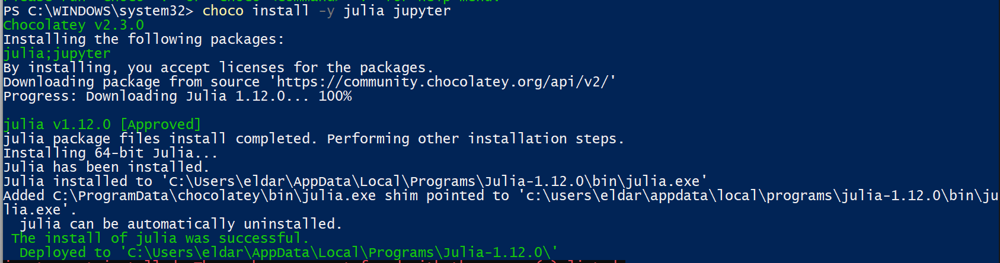 PS C:\WINDOWS\system32> choco install -y julia jupyter
Chocolatey v2.3.0
Installing the following packages:
julia;jupyter
By installing, you accept licenses for the packages.
Downloading package from source 'https://community.chocolatey.org/api/v2/'
Progress: Downloading Julia 1.12.0... 100%
julia v1.12.0 [Approved]
julia package files install completed. Performing other installation steps.
Installing 64-bit Julia...
Julia has been installed.
Julia installed to 'C:\Users\eldar\AppData\Local\Programs\Julia-1.12.0\bin\julia.exe'
Added C:\ProgramData\chocolatey\bin\julia.exe shim pointed to 'c:\users\eldar\appdata\local\programs\julia-1.12.0\bin\ju
lia.exe'.
julia can be automatically uninstalled.
The install of julia was successful.
Deployed to 'C:\Users\eldar\AppData\Local\Programs\Julia-1.12.0\'